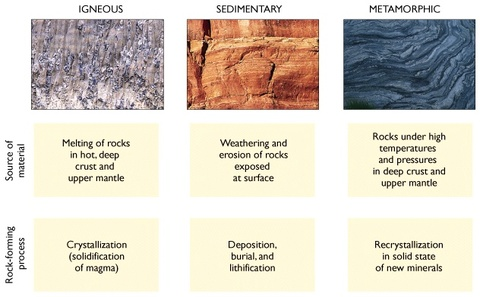 IGNEOUS
SEDIMENTARY
METAMORPHIC
Source of
material
Melting of rocks
in hot, deep
crust and
upper mantle
Weathering and
erosion of rocks
exposed
at surface
Rocks under high
temperatures
and pressures
in deep crust and
upper mantle
Rock-forming
process
Crystallization
(solidification
of magma)
Deposition,
burial, and
lithification
Recrystallization
in solid state
of new minerals